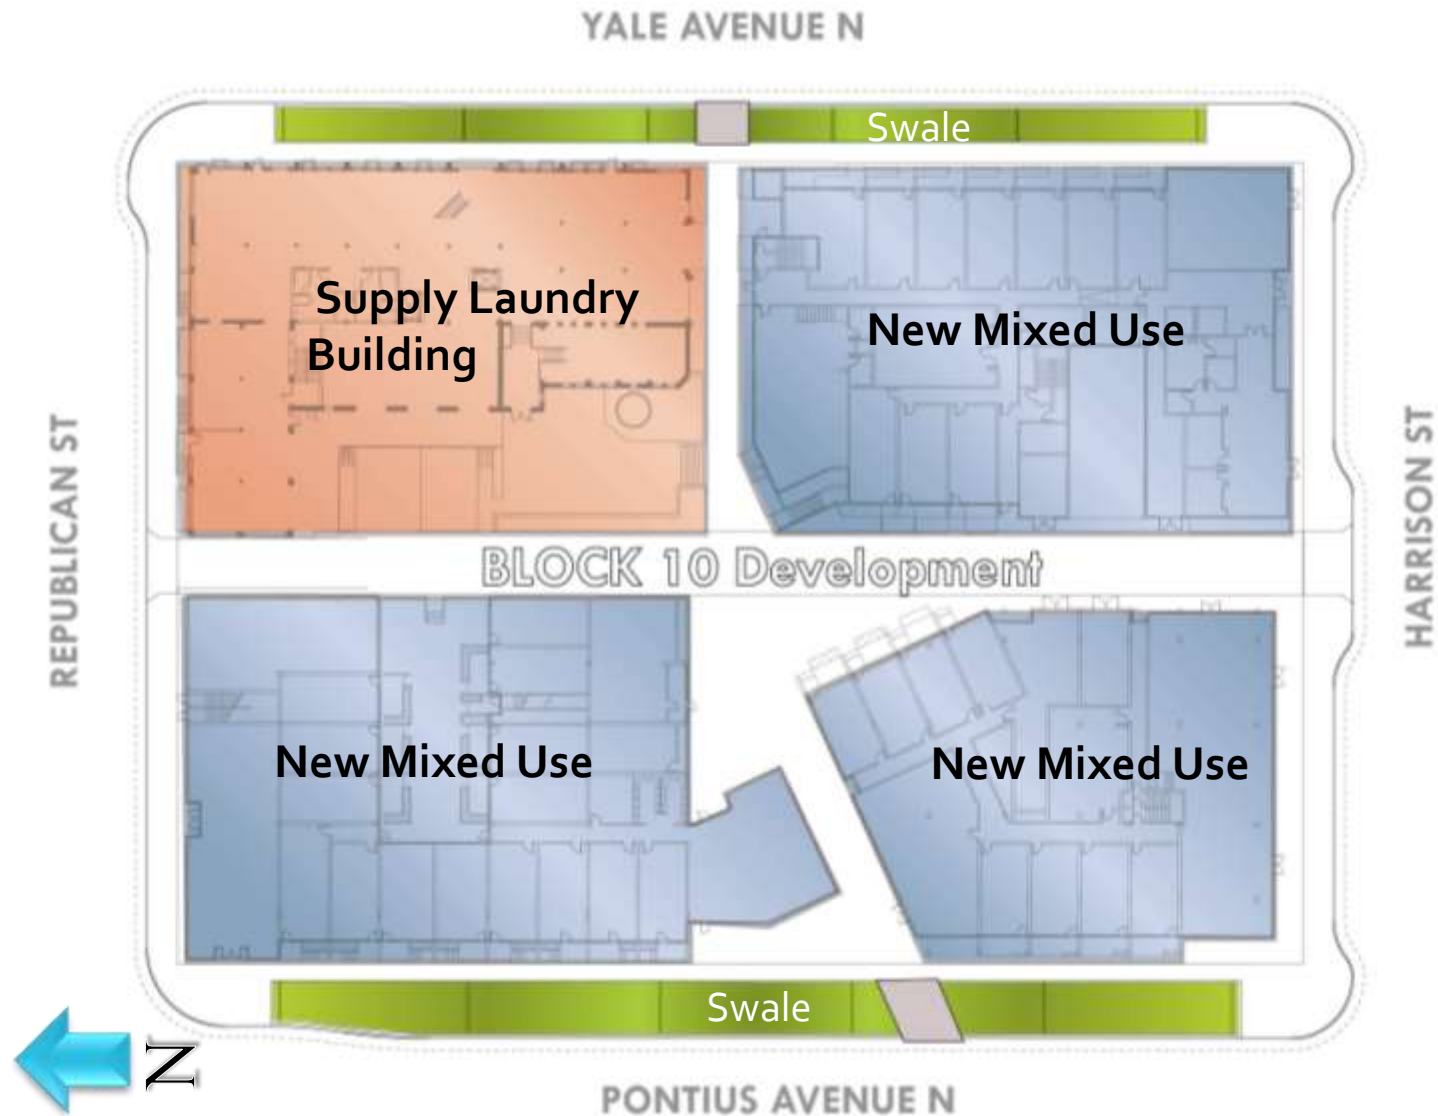 YALE AVENUE N
Swale
Supply Laundry
Building
New Mixed Use
REPUBLICAN ST
HARRISON ST
BLOCK 10 Development
New Mixed Use
New Mixed Use
Swale
N
PONTIUS AVENUE N